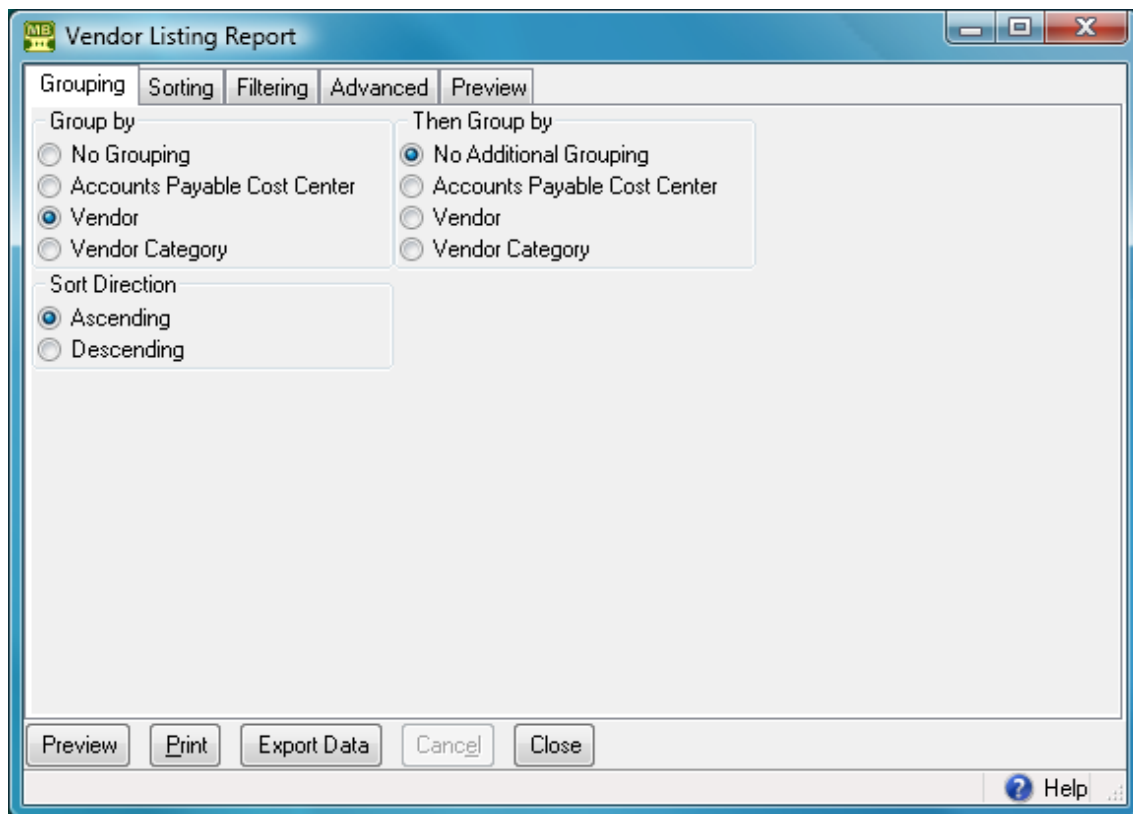 MB
Vendor Listing Report
Grouping Sorting Filtering Advanced Preview
Group by
No Grouping
Accounts Payable Cost Center
Vendor
Vendor Category
Then Group by
No Additional Grouping
Accounts Payable Cost Center
Vendor
Vendor Category
Sort Direction
Ascending
Descending
Preview Print Export Data Cancel Close
? Help